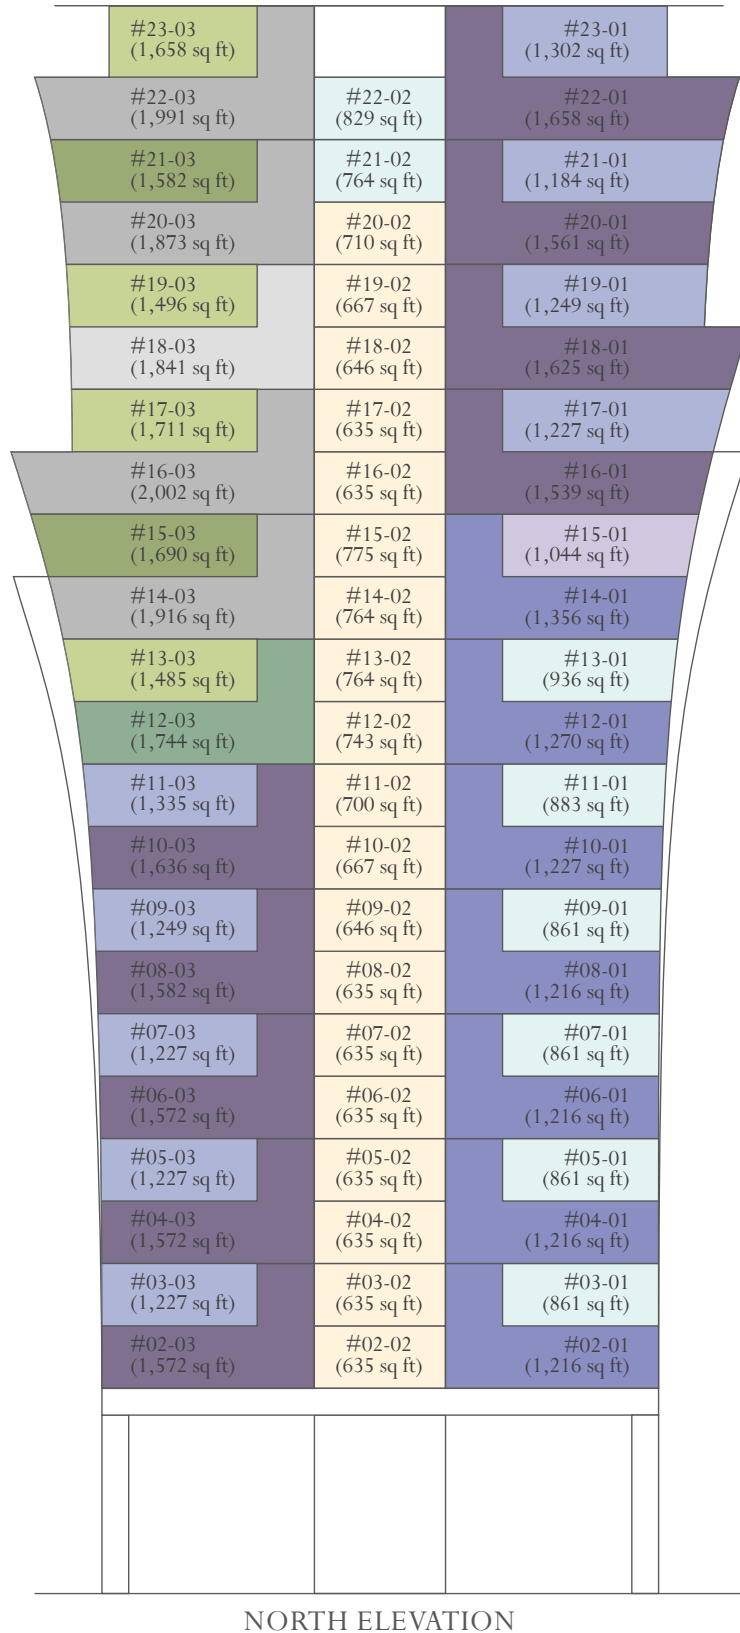 #23-03
(1,658 sq ft)
#23-01
(1,302 sq ft)
#22-03
(1,991 sq ft)
#22-02
(829 sq ft)
#22-01
(1,658 sq ft)
#21-03
(1,582 sq ft)
#21-02
(764 sq ft)
#21-01
(1,184 sq ft)
#20-03
(1,873 sq ft)
#20-02
(710 sq ft)
#20-01
(1,561 sq ft)
#19-03
(1,496 sq ft)
#19-02
(667 sq ft)
#19-01
(1,249 sq ft)
#18-03
(1,841 sq ft)
#18-02
(646 sq ft)
#18-01
(1,625 sq ft)
#17-03
(1,711 sq ft)
#17-02
(635 sq ft)
#17-01
(1,227 sq ft)
#16-03
(2,002 sq ft)
#16-02
(635 sq ft)
#16-01
(1,539 sq ft)
#15-03
(1,690 sq ft)
#15-02
(775 sq ft)
#15-01
(1,044 sq ft)
#14-03
(1,916 sq ft)
#14-02
(764 sq ft)
#14-01
(1,356 sq ft)
#13-03
(1,485 sq ft)
#13-02
(764 sq ft)
#13-01
(936 sq ft)
#12-03
(1,744 sq ft)
#12-02
(743 sq ft)
#12-01
(1,270 sq ft)
#11-03
(1,335 sq ft)
#11-02
(700 sq ft)
#11-01
(883 sq ft)
#10-03
(1,636 sq ft)
#10-02
(667 sq ft)
#10-01
(1,227 sq ft)
#09-03
(1,249 sq ft)
#09-02
(646 sq ft)
#09-01
(861 sq ft)
#08-03
(1,582 sq ft)
#08-02
(635 sq ft)
#08-01
(1,216 sq ft)
#07-03
(1,227 sq ft)
#07-02
(635 sq ft)
#07-01
(861 sq ft)
#06-03
(1,572 sq ft)
#06-02
(635 sq ft)
#06-01
(1,216 sq ft)
#05-03
(1,227 sq ft)
#05-02
(635 sq ft)
#05-01
(861 sq ft)
#04-03
(1,572 sq ft)
#04-02
(635 sq ft)
#04-01
(1,216 sq ft)
#03-03
(1,227 sq ft)
#03-02
(635 sq ft)
#03-01
(861 sq ft)
#02-03
(1,572 sq ft)
#02-02
(635 sq ft)
#02-01
(1,216 sq ft)
NORTH ELEVATION